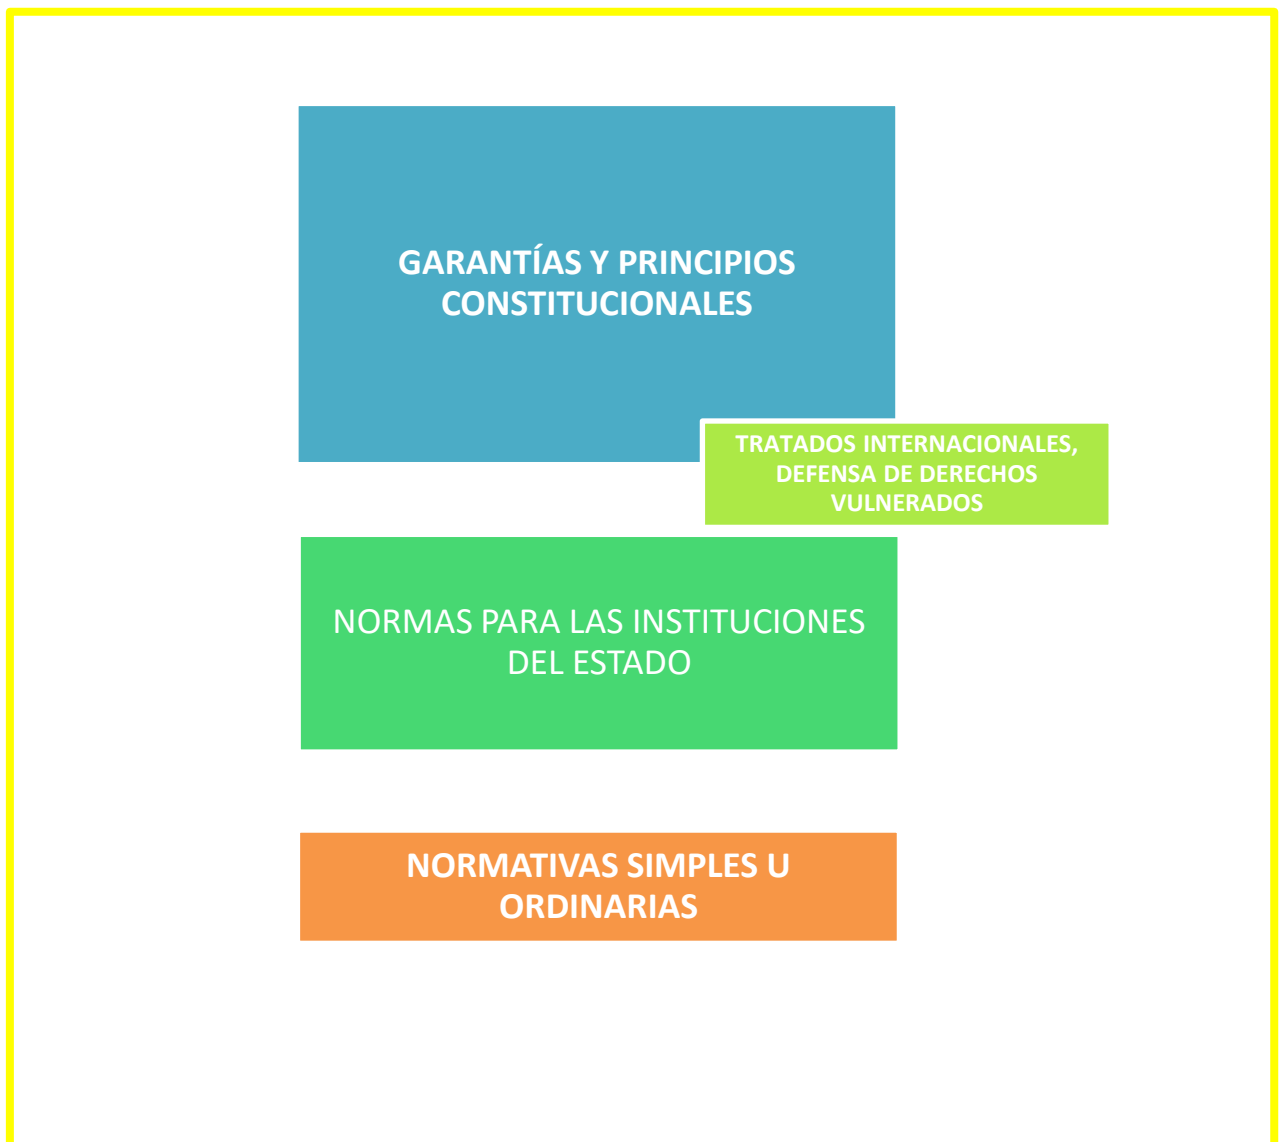 GARANTÍAS Y PRINCIPIOS
CONSTITUCIONALES
TRATADOS INTERNACIONALES,
DEFENSA DE DERECHOS
VULNERADOS
NORMAS PARA LAS INSTITUCIONES
DEL ESTADO
NORMATIVAS SIMPLES U
ORDINARIAS